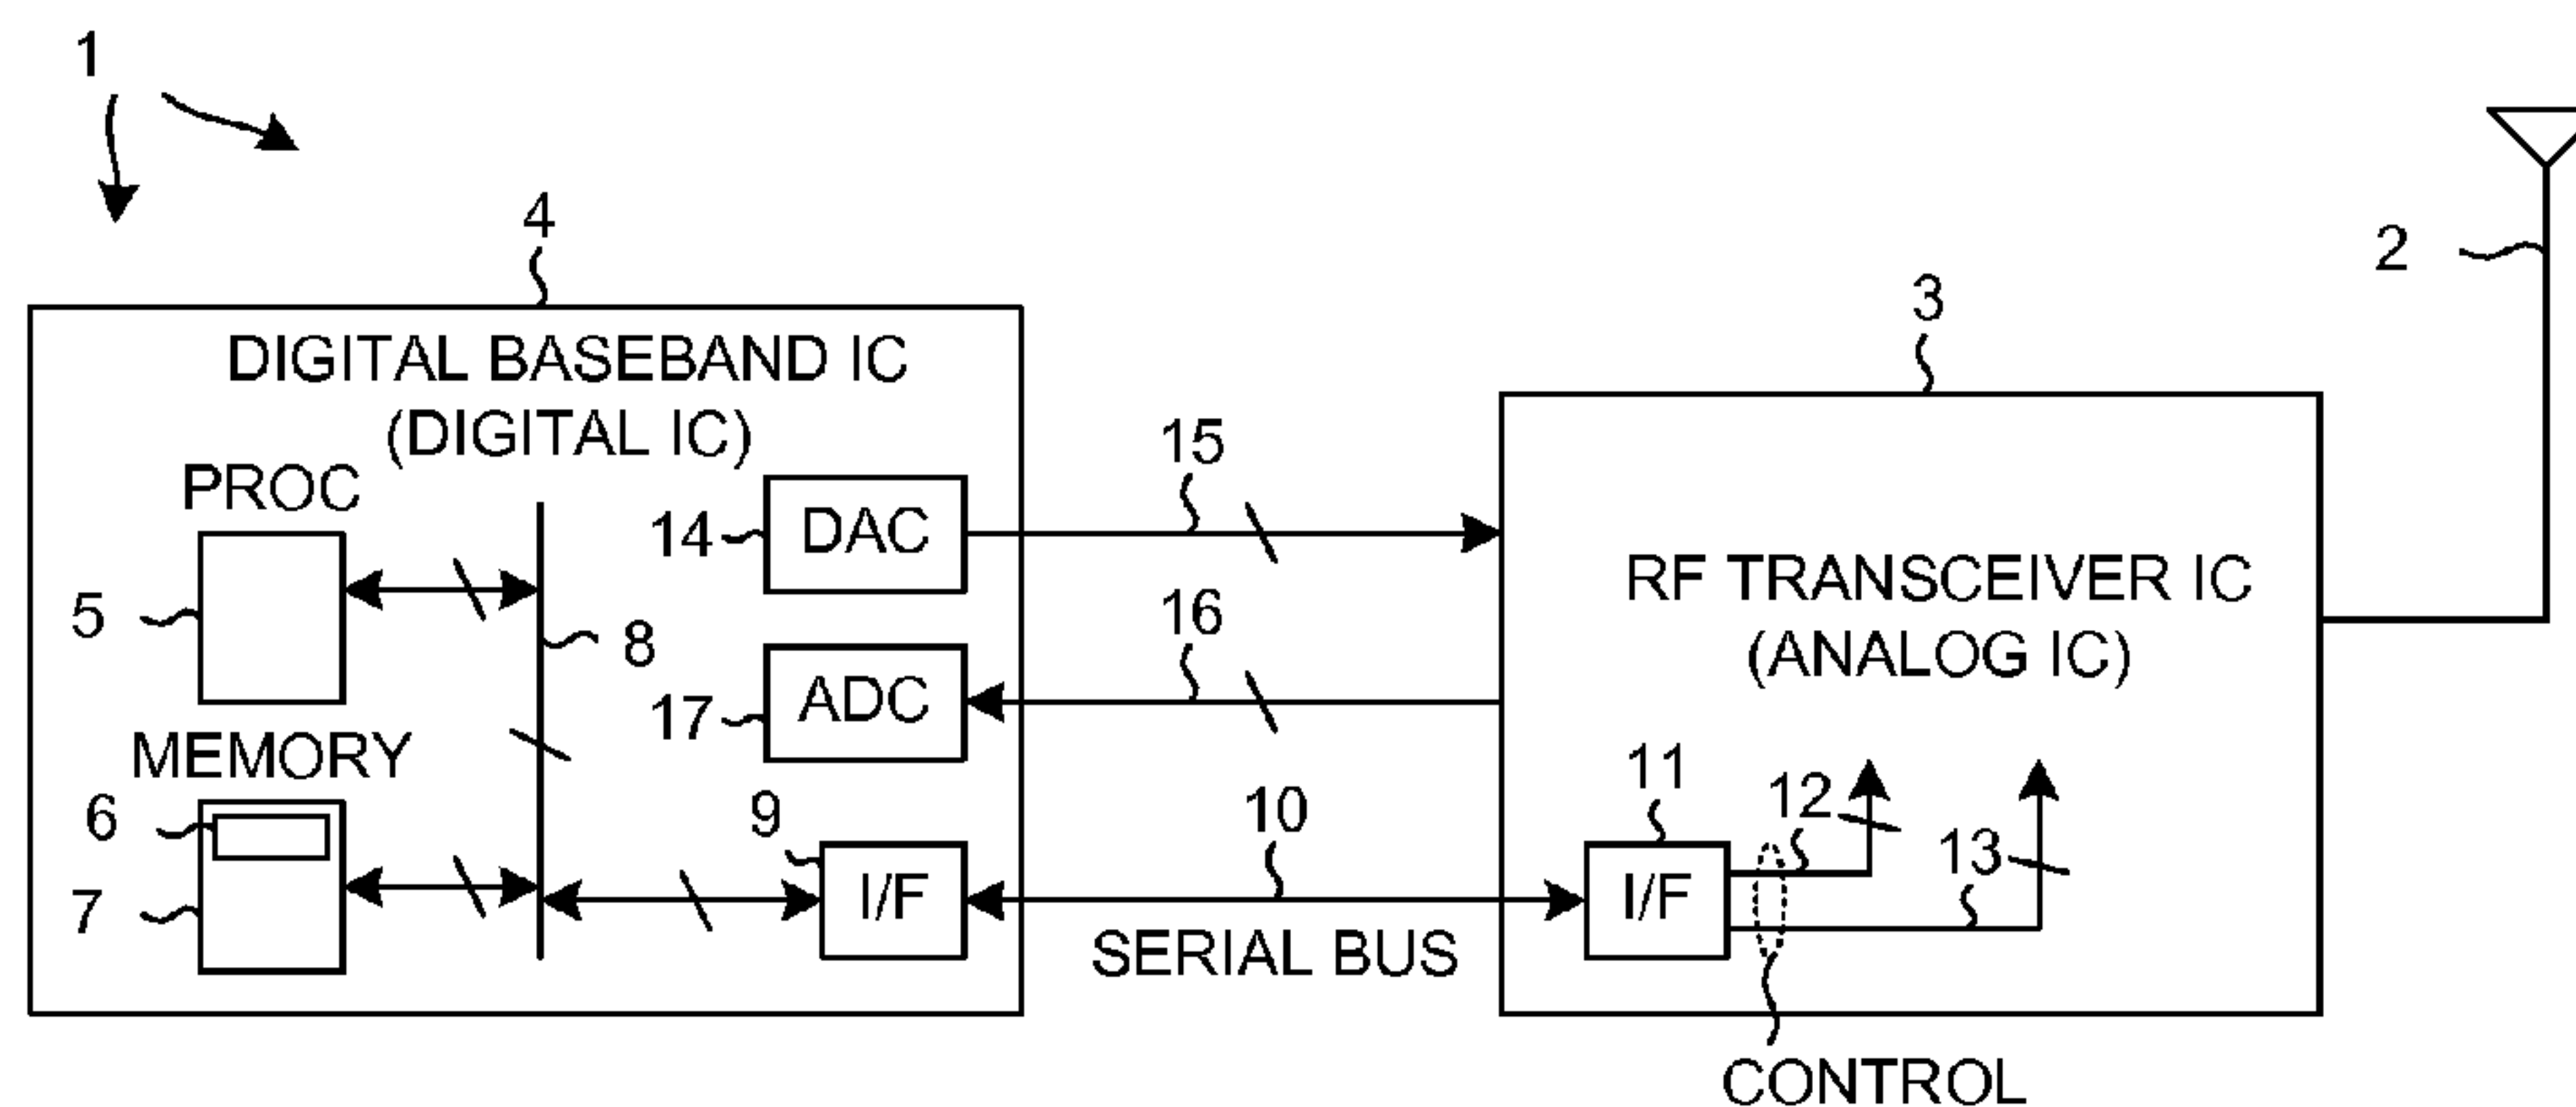 1
4
2
3
DIGITAL BASEBAND IC
(DIGITAL IC)
PROC
15
14
DAC
RF TRANSCEIVER IC
(ANALOG IC)
5
8
16
17
ADC
MEMORY
6
7
9
10
11
12
13
I/F
I/F
SERIAL BUS
CONTROL